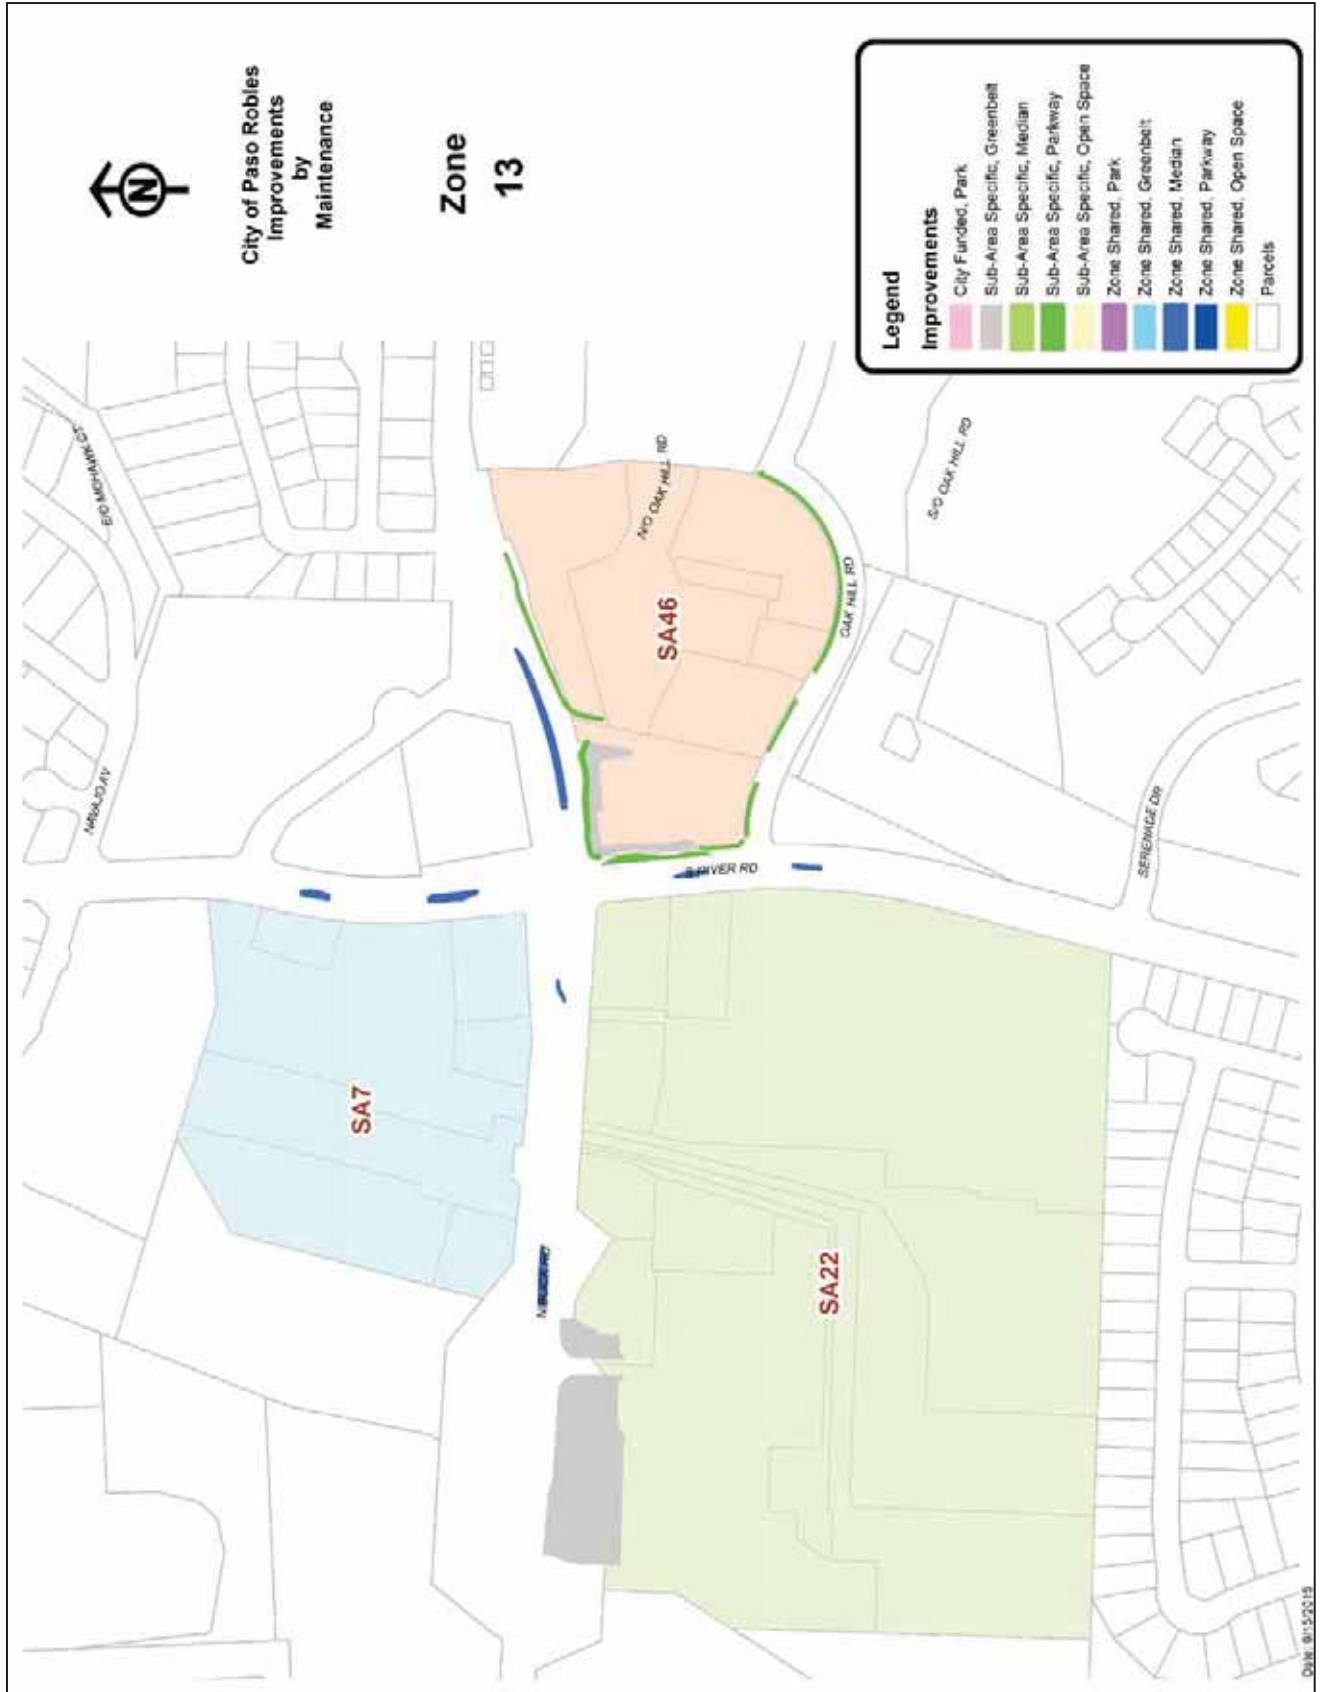 N
City of Paso Robles
Improvements
by
Maintenance
Zone
13
Legend
Improvements
City Funded, Park
Sub-Area Specific, Greenbelt
Sub-Area Specific, Median
Sub-Area Specific, Parkway
Sub-Area Specific, Open Space
Zone Shared, Park
Zone Shared, Greenbelt
Zone Shared, Median
Zone Shared, Parkway
Zone Shared, Open Space
Parcels
E/O MOHAWK CT
NAVAJO AV
N/O OAK HILL RD
S/O OAK HILL RD
SA46
OAK HILL RD
S RIVER RD
SERENADE DR
SA7
NIBLICK RD
SA22